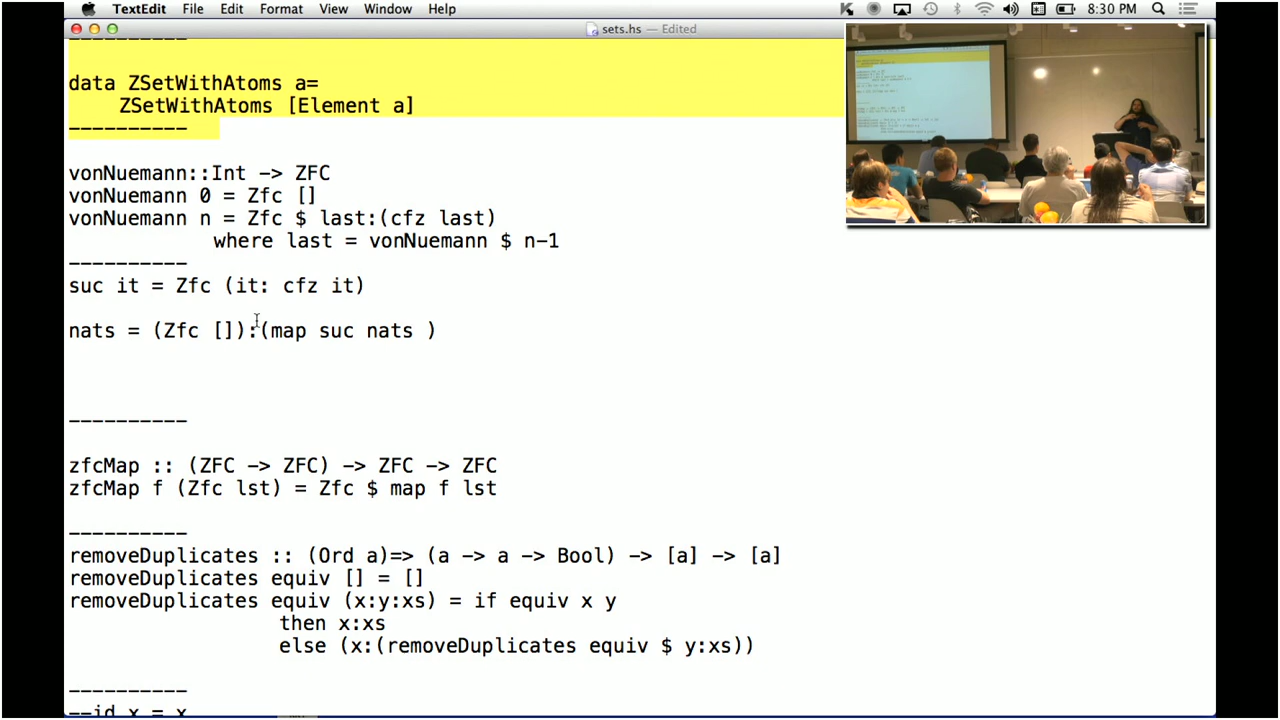 TextEdit File Edit Format View Window Help 8:30 PM
sets.hs — Edited
----------
data ZSetWithAtoms a=
ZSetWithAtoms [Element a]
----------
vonNuemann::Int -> ZFC
vonNuemann 0 = Zfc []
vonNuemann n = Zfc $ last:(cfz last)
where last = vonNuemann $ n-1
----------
suc it = Zfc (it: cfz it)
nats = (Zfc []):(map suc nats )
----------
zfcMap :: (ZFC -> ZFC) -> ZFC -> ZFC
zfcMap f (Zfc lst) = Zfc $ map f lst
----------
removeDuplicates :: (Ord a)=> (a -> a -> Bool) -> [a] -> [a]
removeDuplicates equiv [] = []
removeDuplicates equiv (x:y:xs) = if equiv x y
then x:xs
else (x:(removeDuplicates equiv $ y:xs))
----------
--id x = x